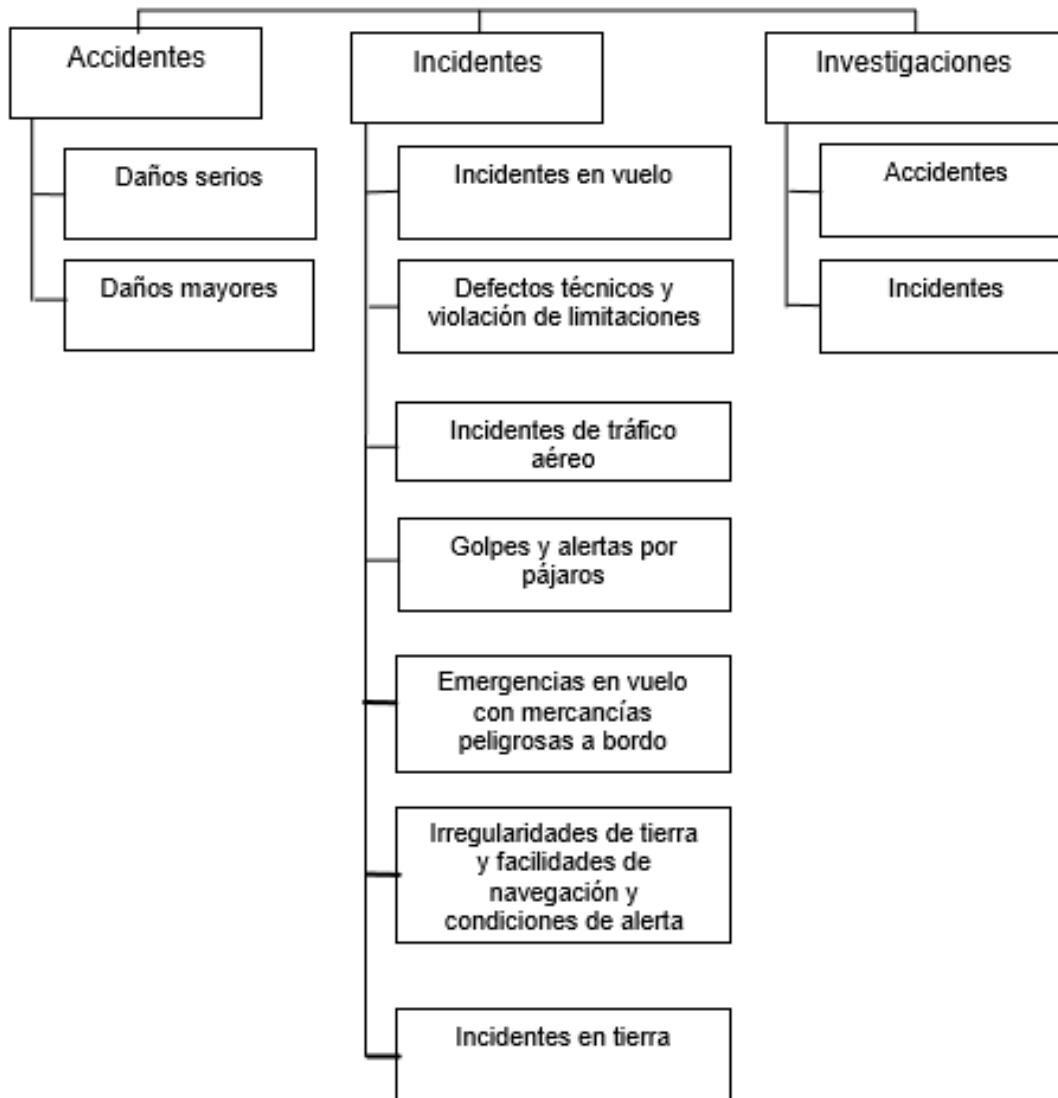 Accidentes
Daños serios
Daños mayores
Incidentes
Incidentes en vuelo
Defectos técnicos y
violación de limitaciones
Incidentes de tráfico
aéreo
Golpes y alertas por
pájaros
Emergencias en vuelo
con mercancías
peligrosas a bordo
Irregularidades de tierra
y facilidades de
navegación y
condiciones de alerta
Incidentes en tierra
Investigaciones
Accidentes
Incidentes